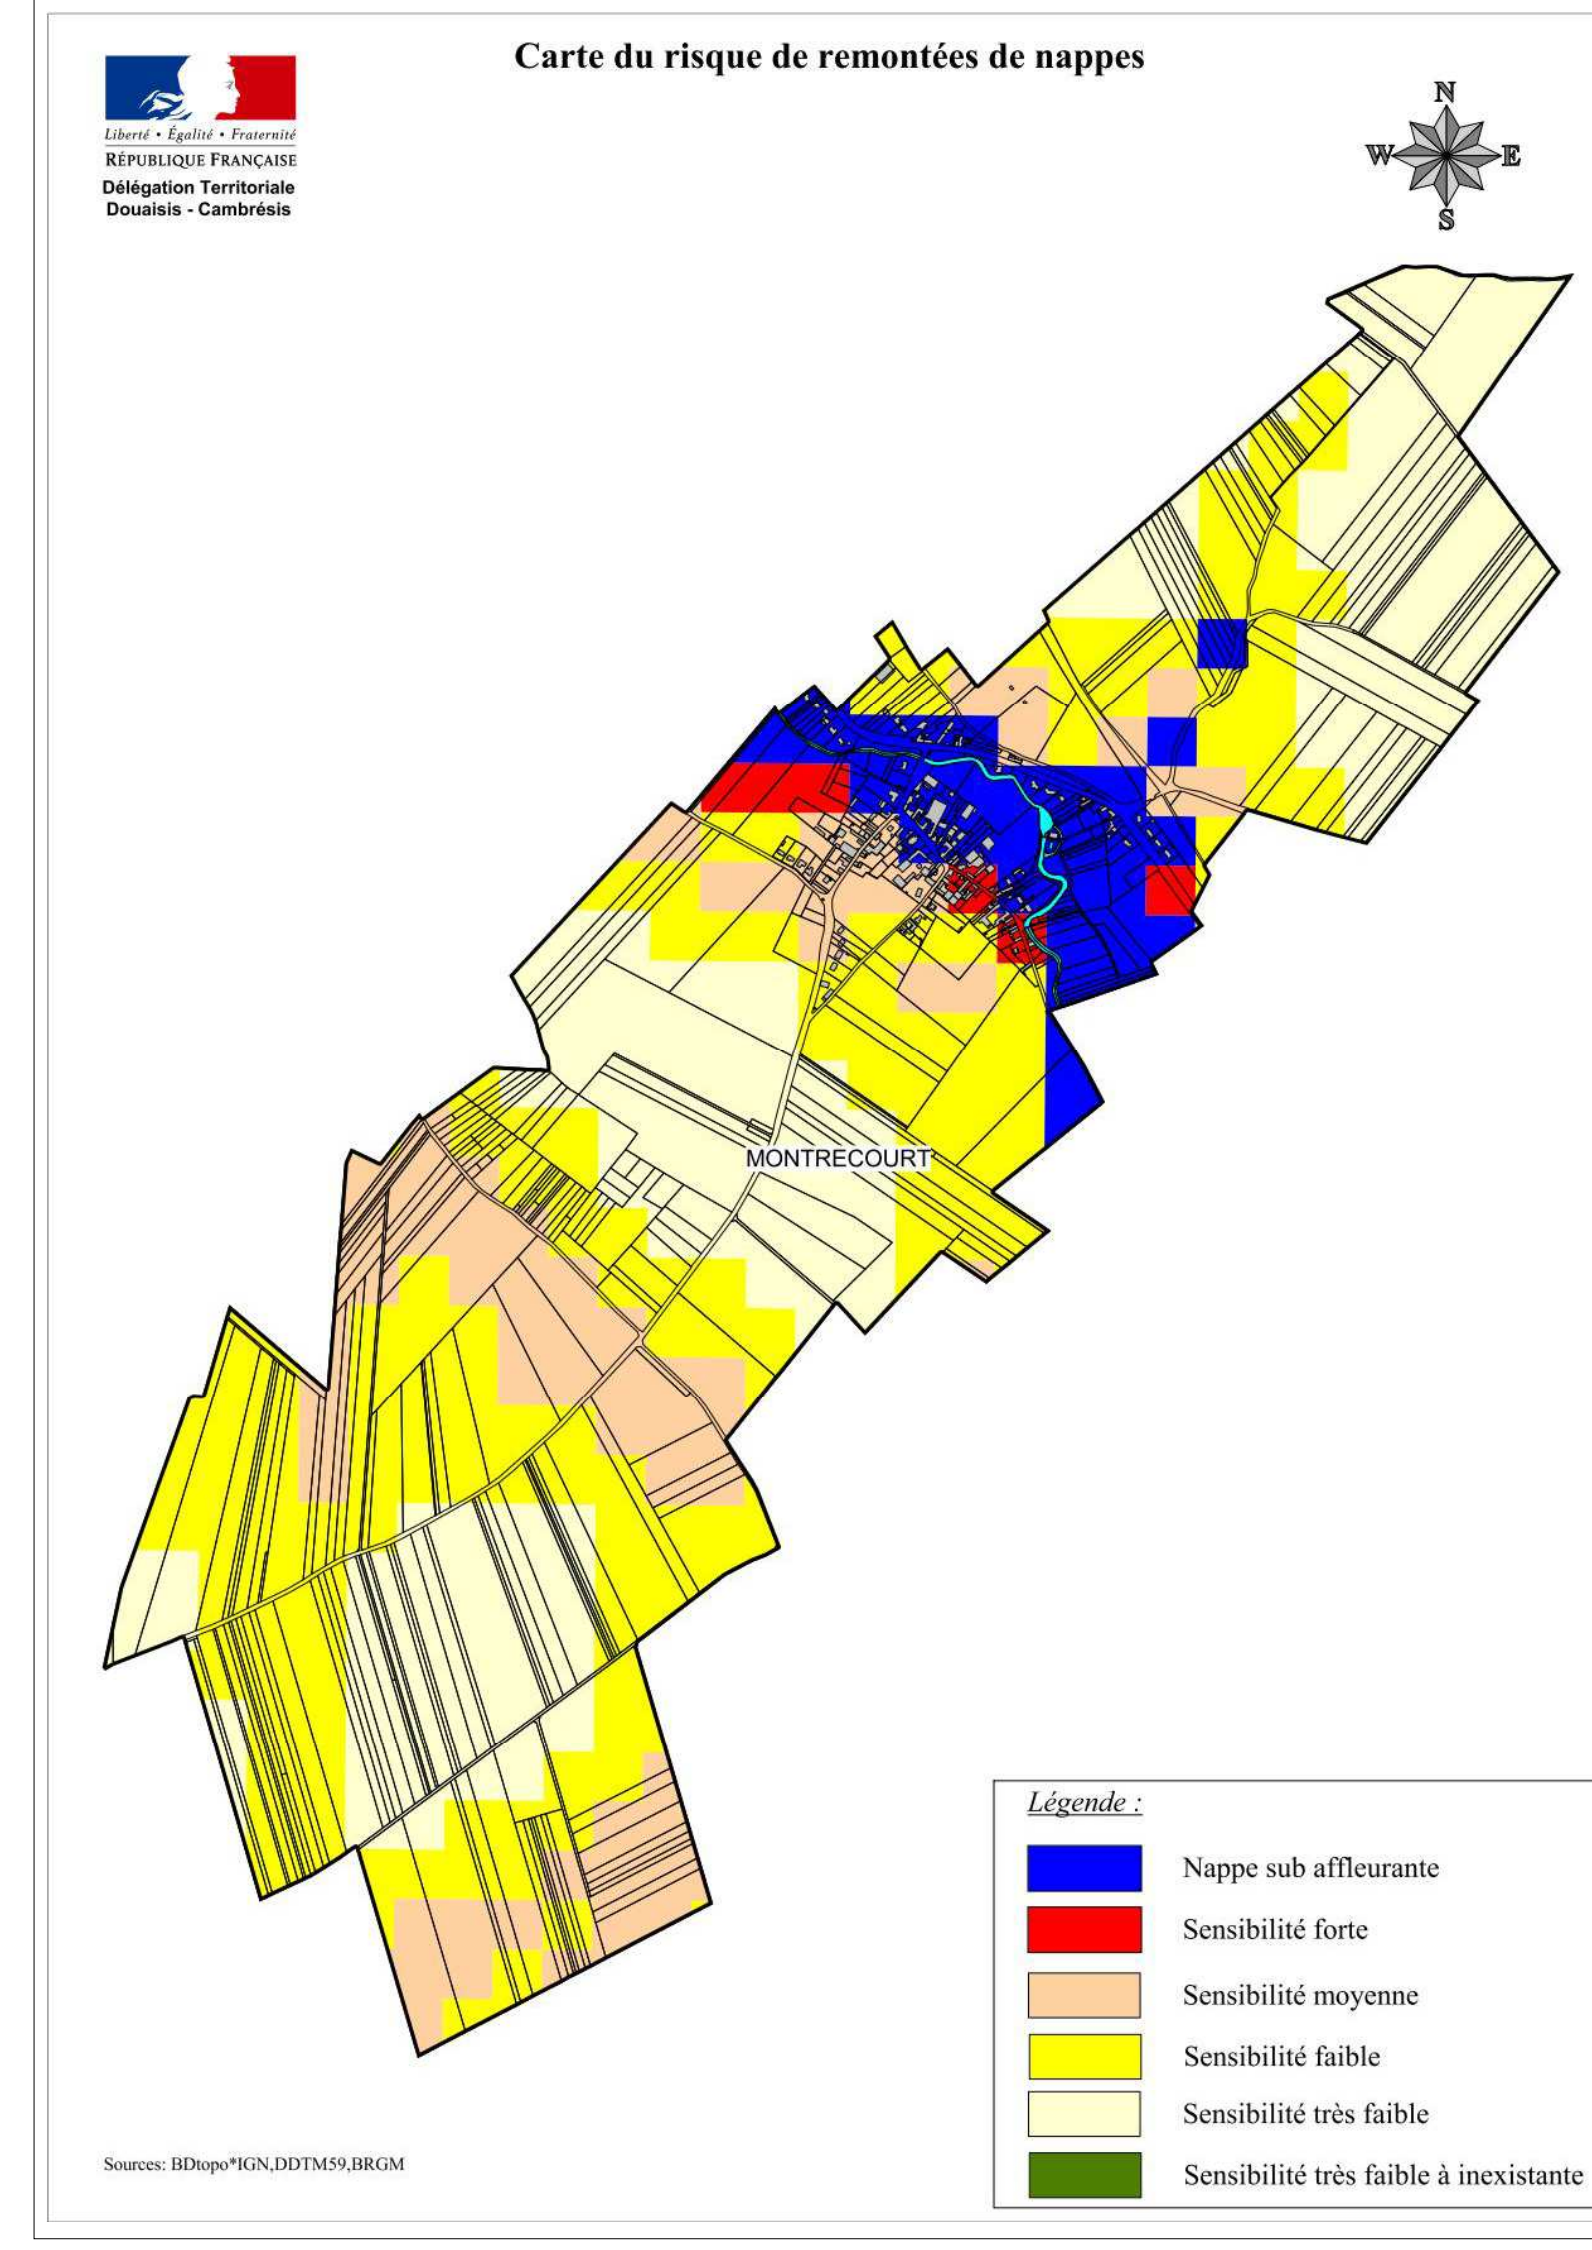 Carte du risque de remontées de nappes
Liberté • Égalité • Fraternité
RÉPUBLIQUE FRANÇAISE
Délégation Territoriale
Douaisis - Cambrésis
N
W
E
S
MONTRECOURT
Légende :
Nappe sub affleurante
Sensibilité forte
Sensibilité moyenne
Sensibilité faible
Sensibilité très faible
Sensibilité très faible à inexistante
Sources: BDtopo*IGN,DDTM59,BRGM